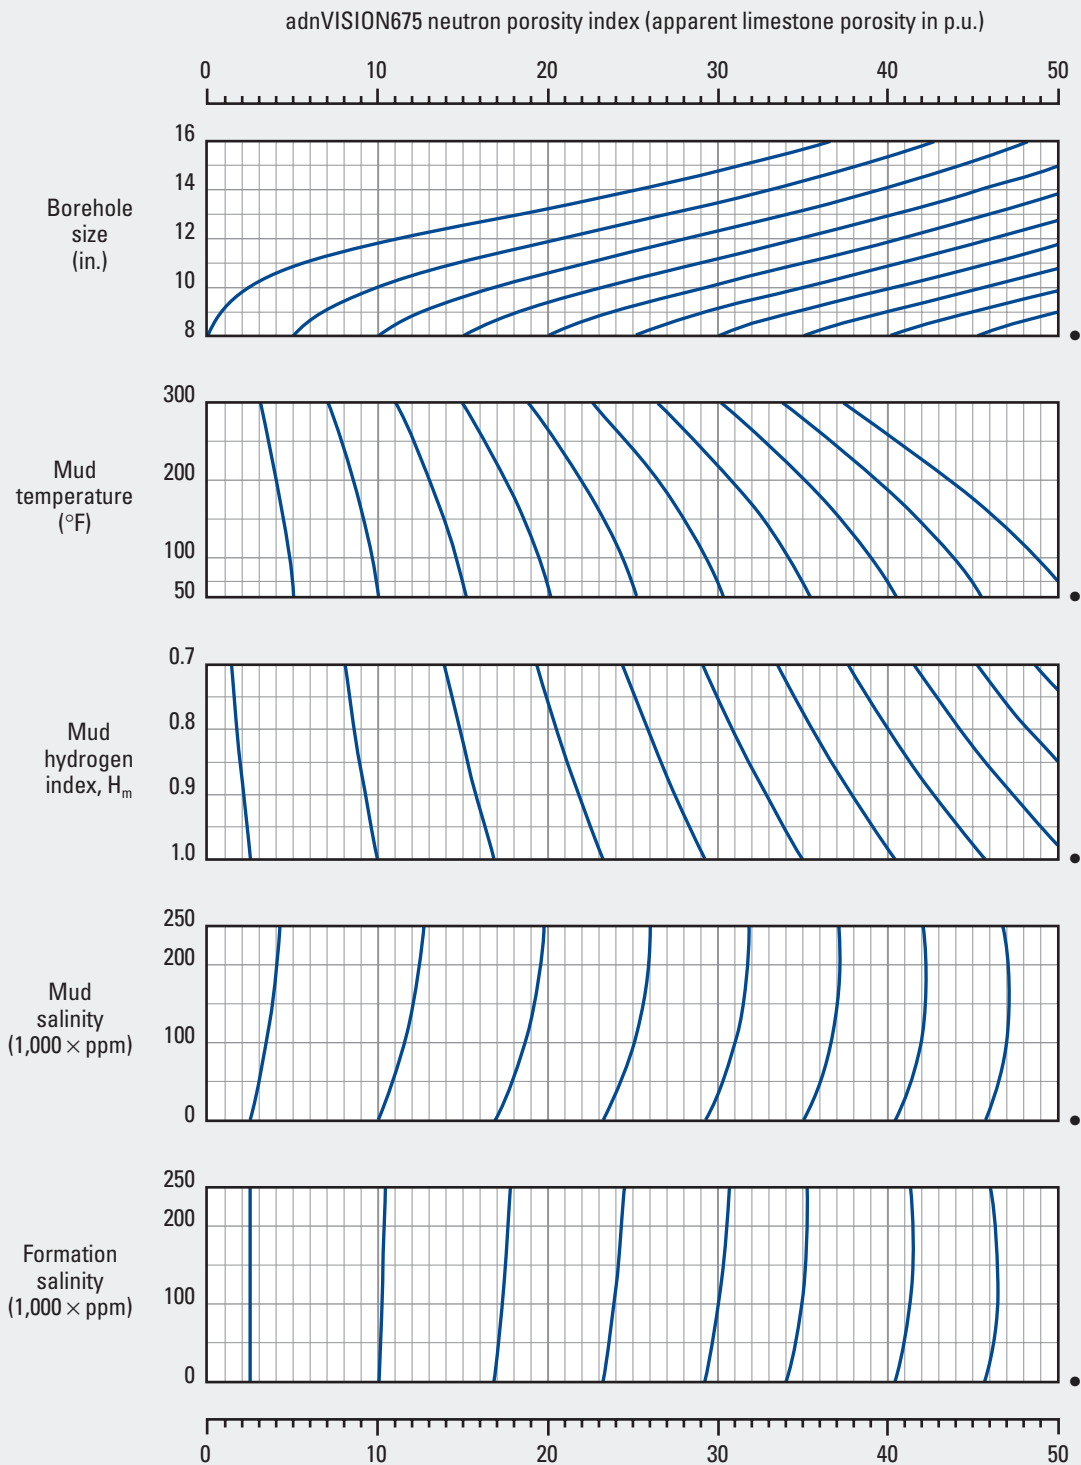 adnVISION675 neutron porosity index (apparent limestone porosity in p.u.)
0 10 20 30 40 50
16
14
12
10
8
Borehole
size
(in.)
300
200
100
50
Mud
temperature
(°F)
0.7
0.8
0.9
1.0
Mud
hydrogen
index, Hₘ
250
200
100
0
Mud
salinity
(1,000 × ppm)
250
200
100
0
Formation
salinity
(1,000 × ppm)
0 10 20 30 40 50